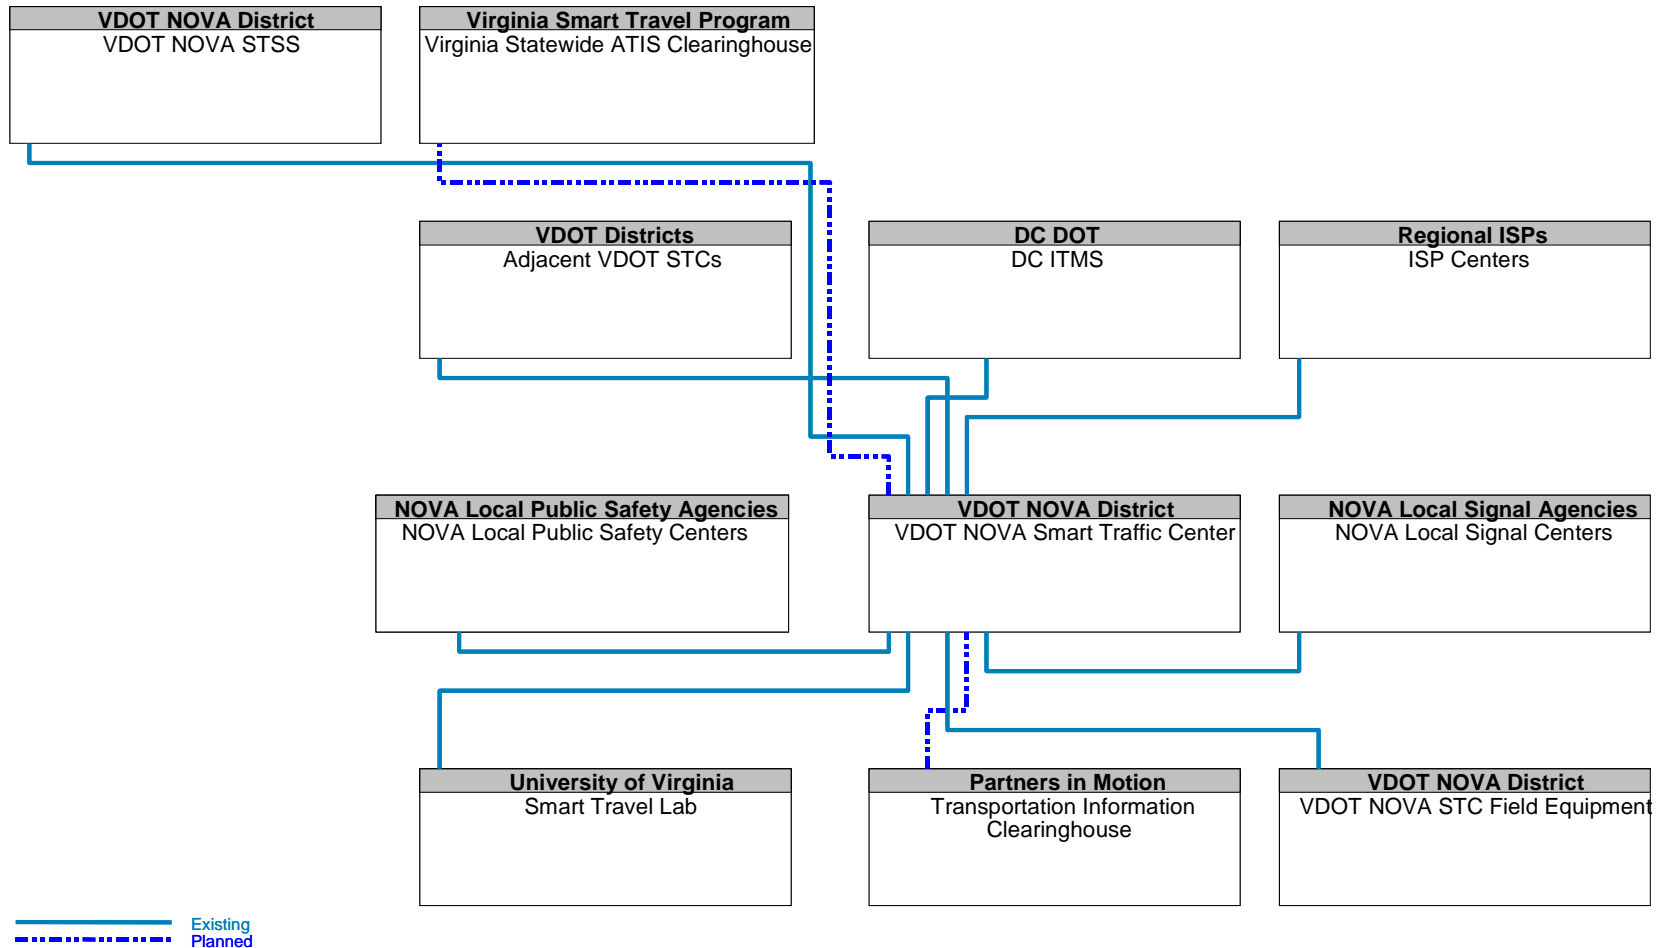 VDOT NOVA District
VDOT NOVA STSS
Virginia Smart Travel Program
Virginia Statewide ATIS Clearinghouse
VDOT Districts
Adjacent VDOT STCs
DC DOT
DC ITMS
Regional ISPs
ISP Centers
NOVA Local Public Safety Agencies
NOVA Local Public Safety Centers
VDOT NOVA District
VDOT NOVA Smart Traffic Center
NOVA Local Signal Agencies
NOVA Local Signal Centers
University of Virginia
Smart Travel Lab
Partners in Motion
Transportation Information
Clearinghouse
VDOT NOVA District
VDOT NOVA STC Field Equipment
Existing
Planned